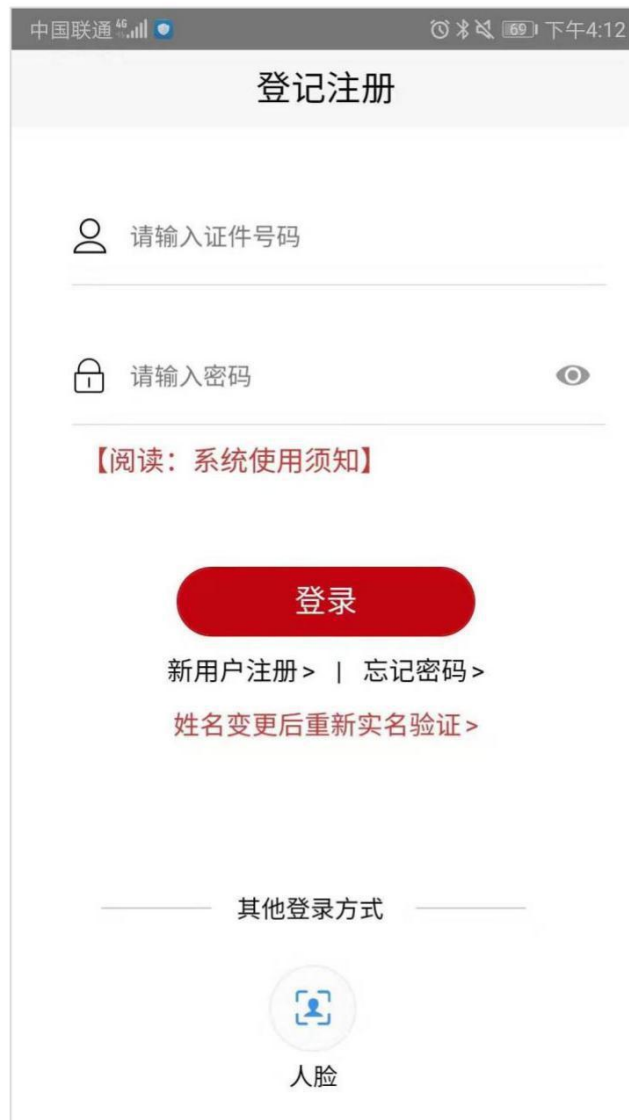 中国联通 4G 69 下午4:12
登记注册
请输入证件号码
请输入密码
【阅读：系统使用须知】
登录
新用户注册> | 忘记密码>
姓名变更后重新实名验证>
其他登录方式
人脸